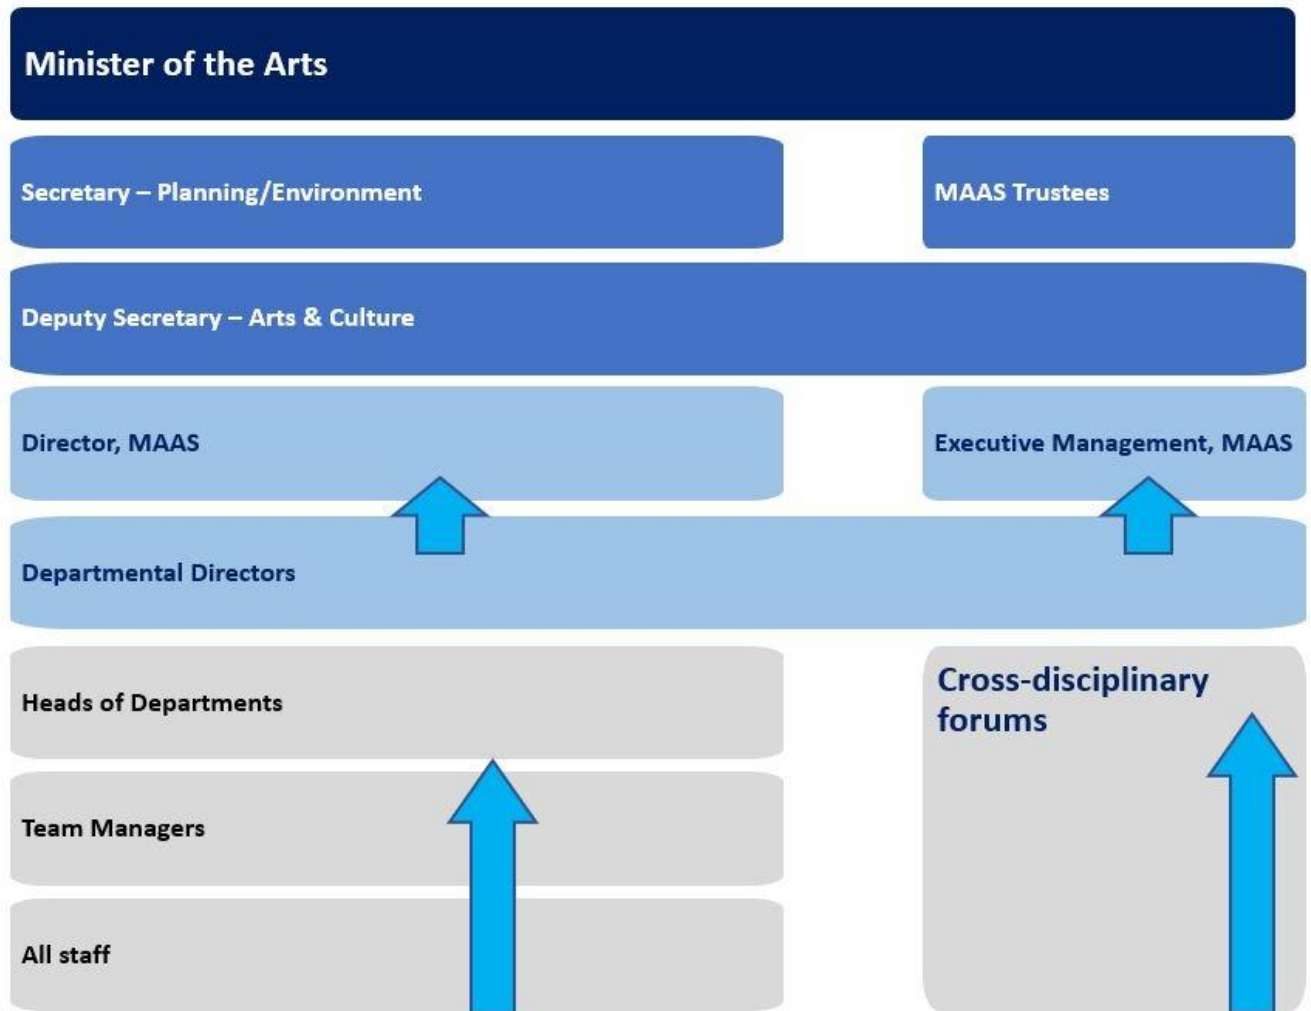 Minister of the Arts
Secretary – Planning/Environment
MAAS Trustees
Deputy Secretary – Arts & Culture
Director, MAAS
Executive Management, MAAS
Departmental Directors
Heads of Departments
Cross-disciplinary
forums
Team Managers
All staff